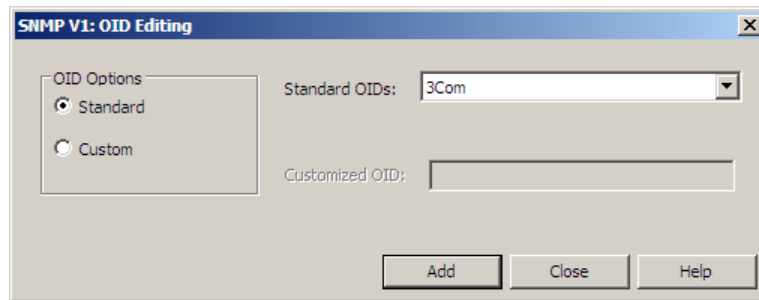 SNMP V1: OID Editing
OID Options
Standard
Custom
Standard OIDs: 3Com
Customized OID:
Add Close Help